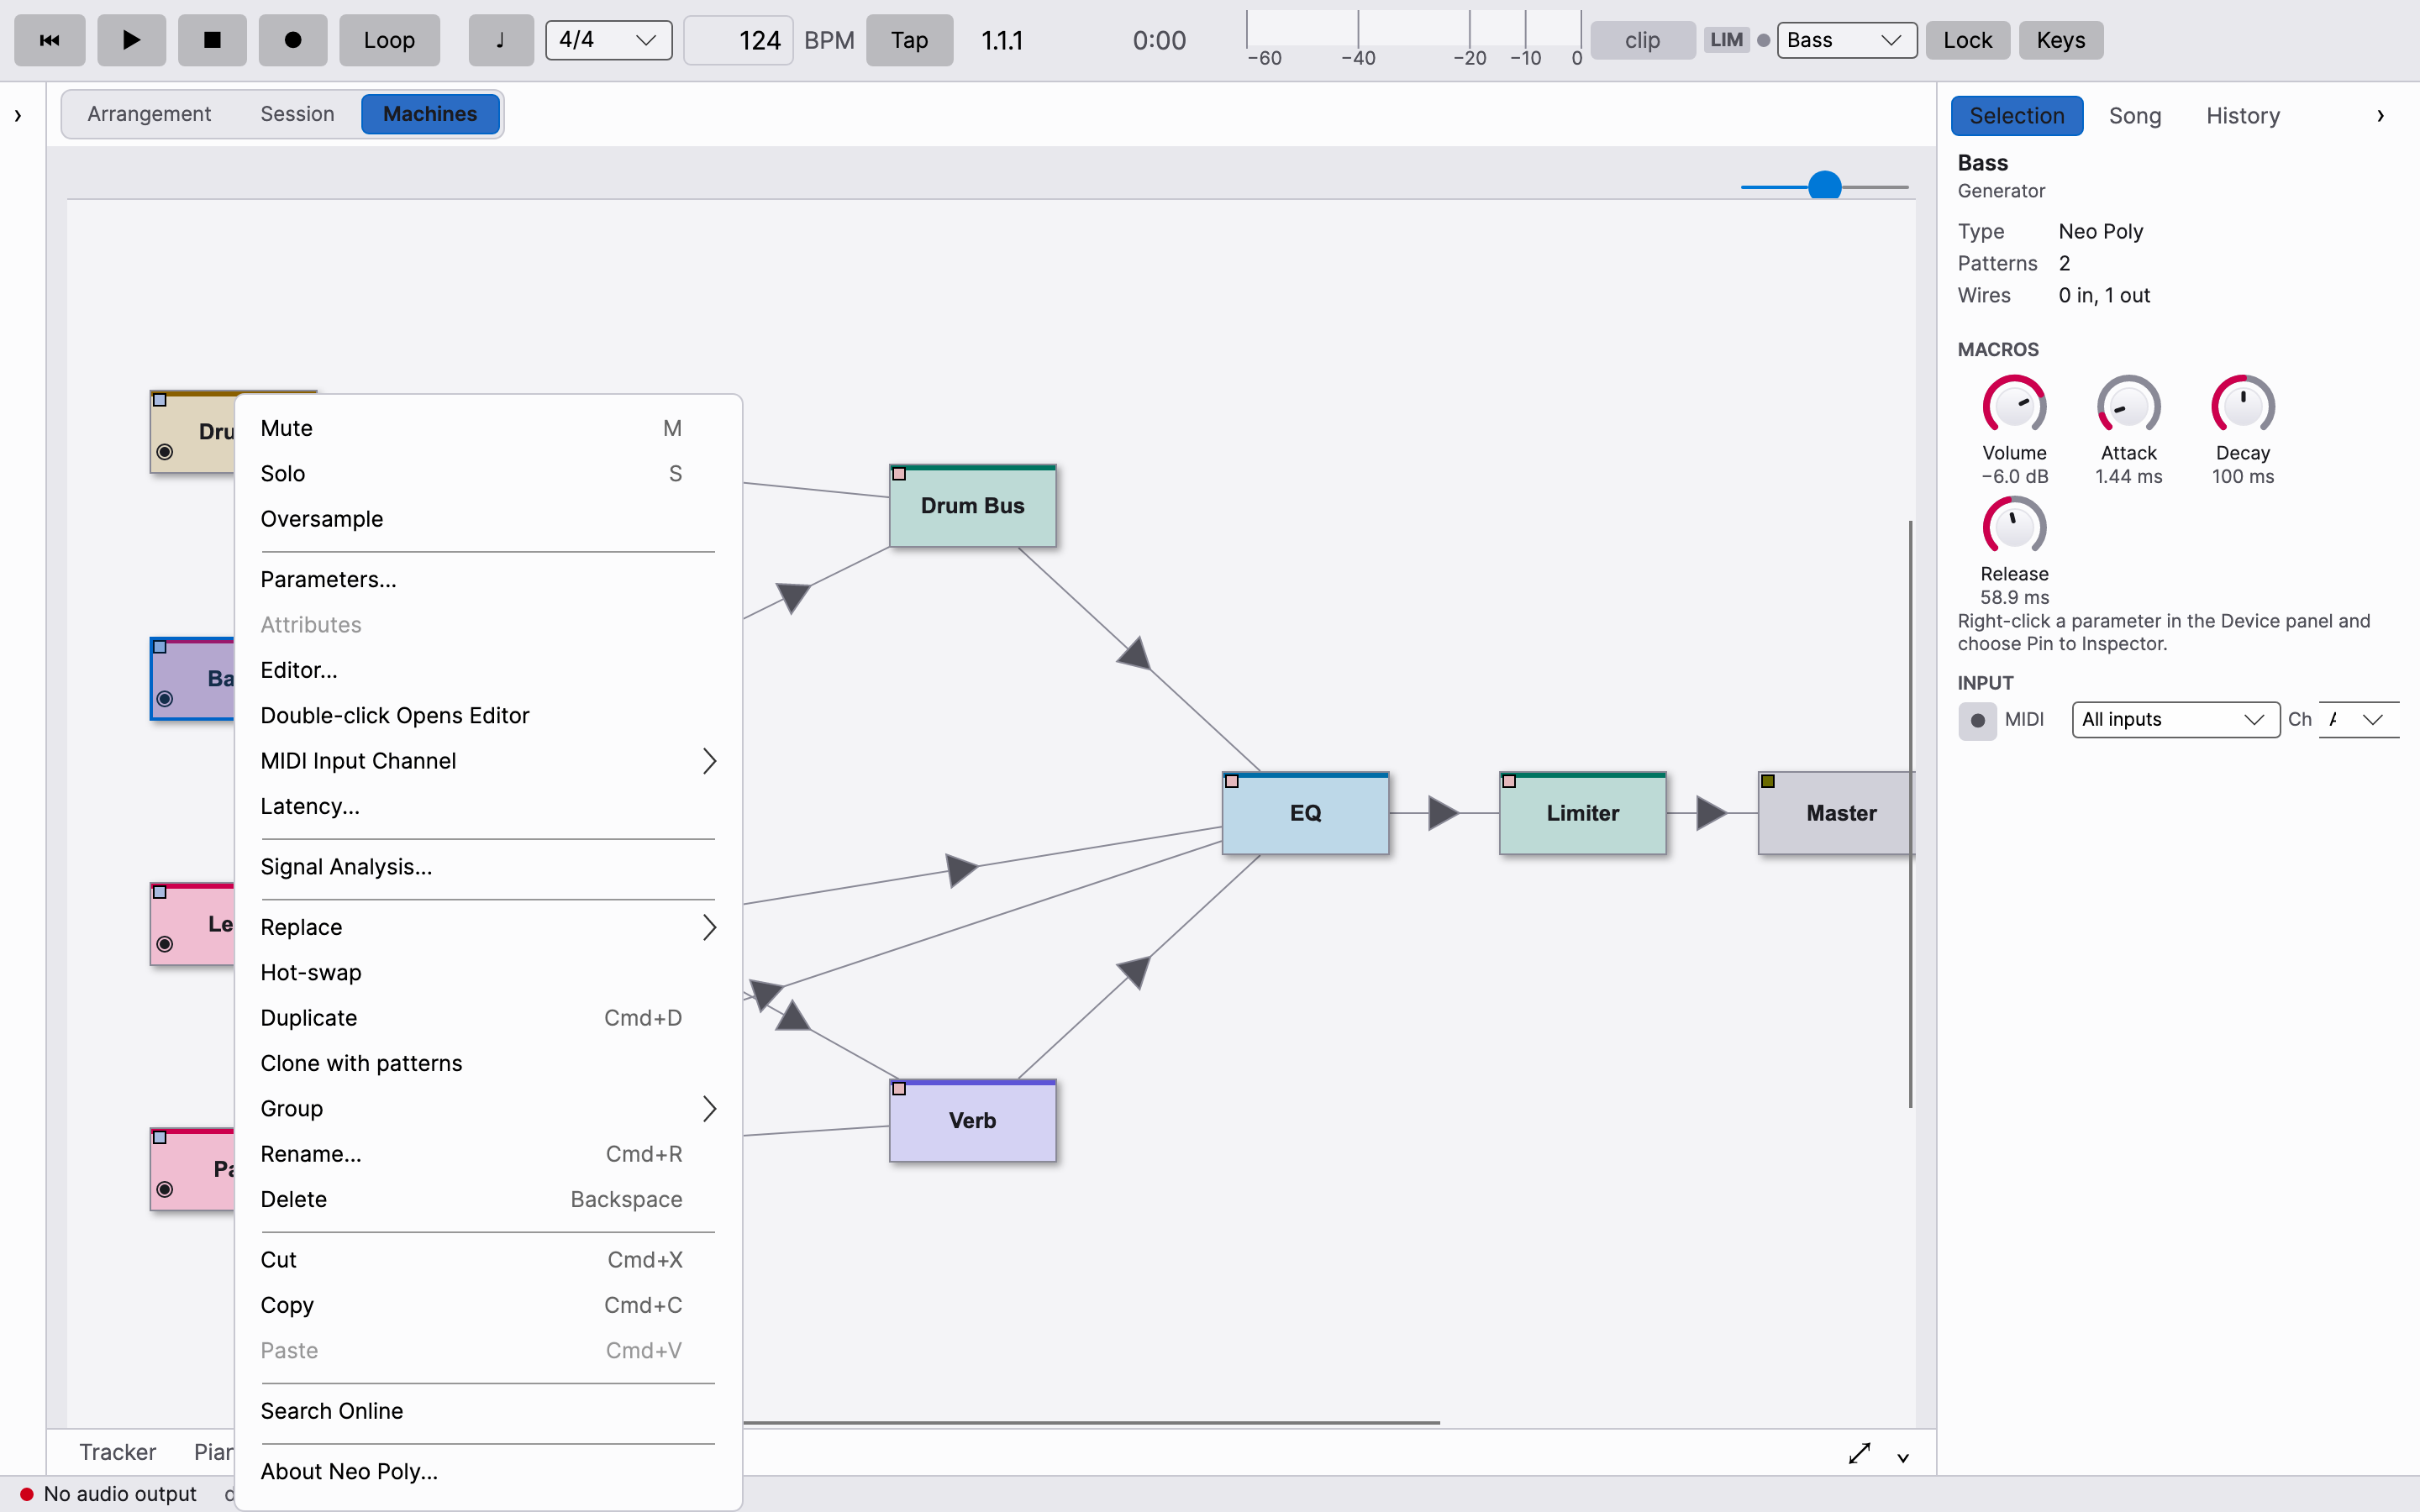 Loop
4/4
124 BPM
Tap
1.1.1
0:00
−60 −40 −20 −10 0
clip
LIM
Bass
Lock
Keys
Arrangement Session Machines
Selection Song History
Bass
Generator
Type Neo Poly
Patterns 2
Wires 0 in, 1 out
MACROS
Volume Attack Decay
−6.0 dB 1.44 ms 100 ms
Release
58.9 ms
Right-click a parameter in the Device panel and
choose Pin to Inspector.
INPUT
MIDI All inputs Ch
Dru
Ba
Le
Pa
Drum Bus
EQ
Limiter
Master
Verb
Mute M
Solo S
Oversample
Parameters...
Attributes
Editor...
Double-click Opens Editor
MIDI Input Channel
Latency...
Signal Analysis...
Replace
Hot-swap
Duplicate Cmd+D
Clone with patterns
Group
Rename... Cmd+R
Delete Backspace
Cut Cmd+X
Copy Cmd+C
Paste Cmd+V
Search Online
About Neo Poly...
Tracker Pian
No audio output d